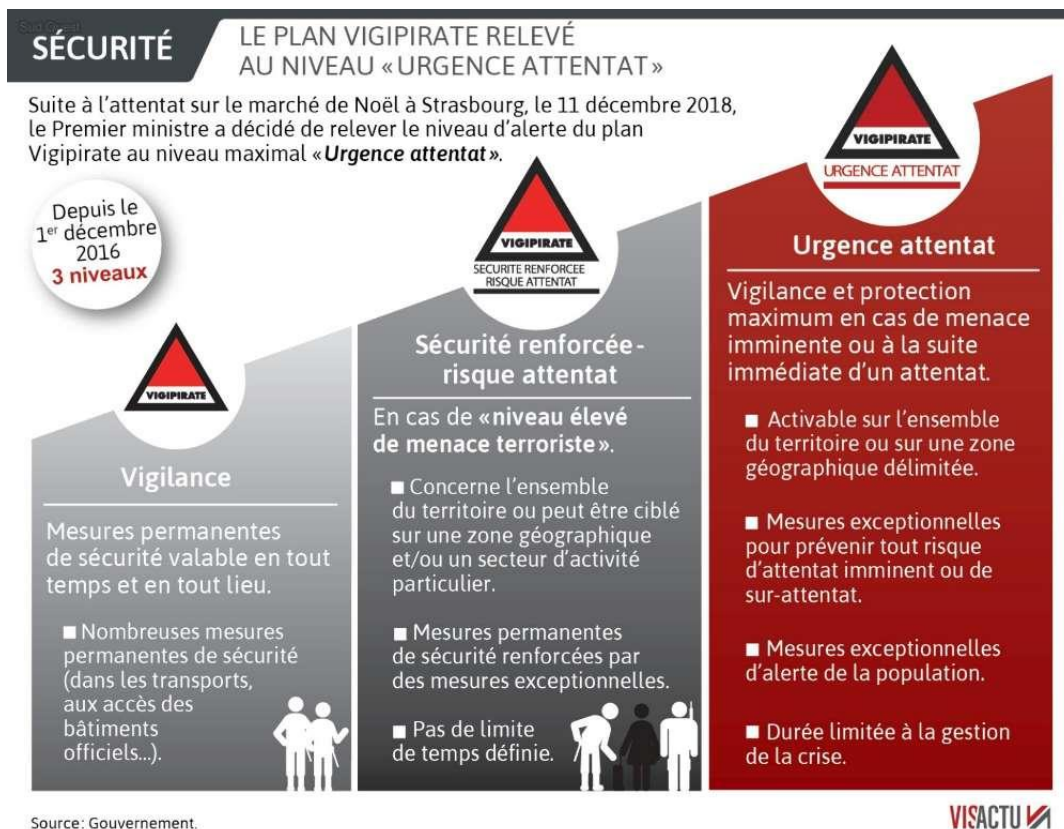 Sud Ouest
SÉCURITÉ
LE PLAN VIGIPIRATE RELEVÉ
AU NIVEAU «URGENCE ATTENTAT»
Suite à l'attentat sur le marché de Noël à Strasbourg, le 11 décembre 2018,
le Premier ministre a décidé de relever le niveau d'alerte du plan
Vigipirate au niveau maximal «Urgence attentat».
Depuis le
1er décembre
2016
3 niveaux
VIGIPIRATE
Vigilance
Mesures permanentes
de sécurité valable en tout
temps et en tout lieu.
■ Nombreuses mesures
permanentes de sécurité
(dans les transports,
aux accès des
bâtiments
officiels...).
VIGIPIRATE
SECURITE RENFORCEE
RISQUE ATTENTAT
Sécurité renforcée-
risque attentat
En cas de «niveau élevé
de menace terroriste».
■ Concerne l'ensemble
du territoire ou peut être ciblé
sur une zone géographique
et/ou un secteur d'activité
particulier.
■ Mesures permanentes
de sécurité renforcées par
des mesures exceptionnelles.
■ Pas de limite
de temps définie.
VIGIPIRATE
URGENCE ATTENTAT
Urgence attentat
Vigilance et protection
maximum en cas de menace
imminente ou à la suite
immédiate d'un attentat.
■ Activable sur l'ensemble
du territoire ou sur une zone
géographique délimitée.
■ Mesures exceptionnelles
pour prévenir tout risque
d'attentat imminent ou de
sur-attentat.
■ Mesures exceptionnelles
d'alerte de la population.
■ Durée limitée à la gestion
de la crise.
Source: Gouvernement.
VISACTU